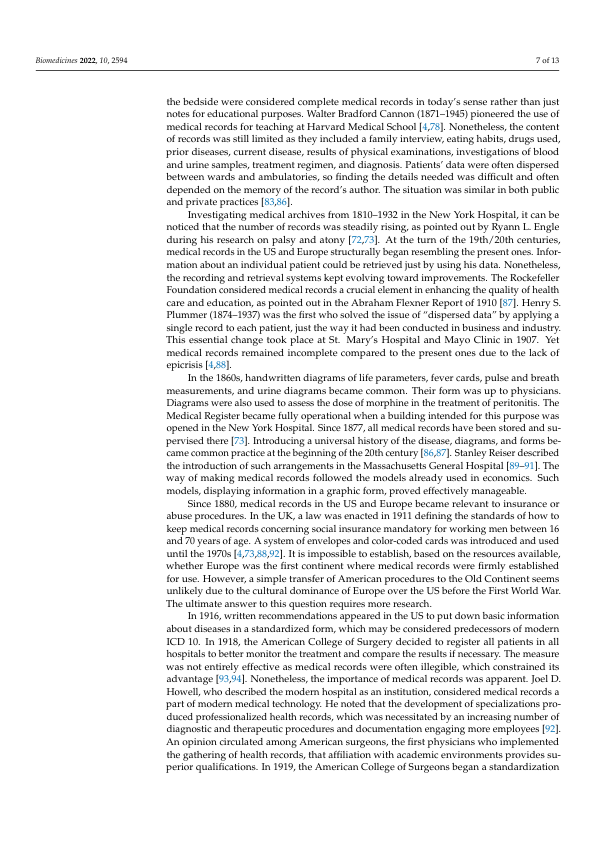 Biomedicines 2022, 10, 2594
7 of 13
the bedside were considered complete medical records in today's sense rather than just
notes for educational purposes. Walter Bradford Cannon (1871–1945) pioneered the use of
medical records for teaching at Harvard Medical School [4,78]. Nonetheless, the content
of records was still limited as they included a family interview, eating habits, drugs used,
prior diseases, current disease, results of physical examinations, investigations of blood
and urine samples, treatment regimen, and diagnosis. Patients' data were often dispersed
between wards and ambulatories, so finding the details needed was difficult and often
depended on the memory of the record's author. The situation was similar in both public
and private practices [83,86].
Investigating medical archives from 1810–1932 in the New York Hospital, it can be
noticed that the number of records was steadily rising, as pointed out by Ryann L. Engle
during his research on palsy and atony [72,73]. At the turn of the 19th/20th centuries,
medical records in the US and Europe structurally began resembling the present ones. Infor-
mation about an individual patient could be retrieved just by using his data. Nonetheless,
the recording and retrieval systems kept evolving toward improvements. The Rockefeller
Foundation considered medical records a crucial element in enhancing the quality of health
care and education, as pointed out in the Abraham Flexner Report of 1910 [87]. Henry S.
Plummer (1874–1937) was the first who solved the issue of "dispersed data" by applying a
single record to each patient, just the way it had been conducted in business and industry.
This essential change took place at St. Mary's Hospital and Mayo Clinic in 1907. Yet
medical records remained incomplete compared to the present ones due to the lack of
epicrisis [4,88].
In the 1860s, handwritten diagrams of life parameters, fever cards, pulse and breath
measurements, and urine diagrams became common. Their form was up to physicians.
Diagrams were also used to assess the dose of morphine in the treatment of peritonitis. The
Medical Register became fully operational when a building intended for this purpose was
opened in the New York Hospital. Since 1877, all medical records have been stored and su-
pervised there [73]. Introducing a universal history of the disease, diagrams, and forms be-
came common practice at the beginning of the 20th century [86,87]. Stanley Reiser described
the introduction of such arrangements in the Massachusetts General Hospital [89–91]. The
way of making medical records followed the models already used in economics. Such
models, displaying information in a graphic form, proved effectively manageable.
Since 1880, medical records in the US and Europe became relevant to insurance or
abuse procedures. In the UK, a law was enacted in 1911 defining the standards of how to
keep medical records concerning social insurance mandatory for working men between 16
and 70 years of age. A system of envelopes and color-coded cards was introduced and used
until the 1970s [4,73,88,92]. It is impossible to establish, based on the resources available,
whether Europe was the first continent where medical records were firmly established
for use. However, a simple transfer of American procedures to the Old Continent seems
unlikely due to the cultural dominance of Europe over the US before the First World War.
The ultimate answer to this question requires more research.
In 1916, written recommendations appeared in the US to put down basic information
about diseases in a standardized form, which may be considered predecessors of modern
ICD 10. In 1918, the American College of Surgery decided to register all patients in all
hospitals to better monitor the treatment and compare the results if necessary. The measure
was not entirely effective as medical records were often illegible, which constrained its
advantage [93,94]. Nonetheless, the importance of medical records was apparent. Joel D.
Howell, who described the modern hospital as an institution, considered medical records a
part of modern medical technology. He noted that the development of specializations pro-
duced professionalized health records, which was necessitated by an increasing number of
diagnostic and therapeutic procedures and documentation engaging more employees [92].
An opinion circulated among American surgeons, the first physicians who implemented
the gathering of health records, that affiliation with academic environments provides su-
perior qualifications. In 1919, the American College of Surgeons began a standardization